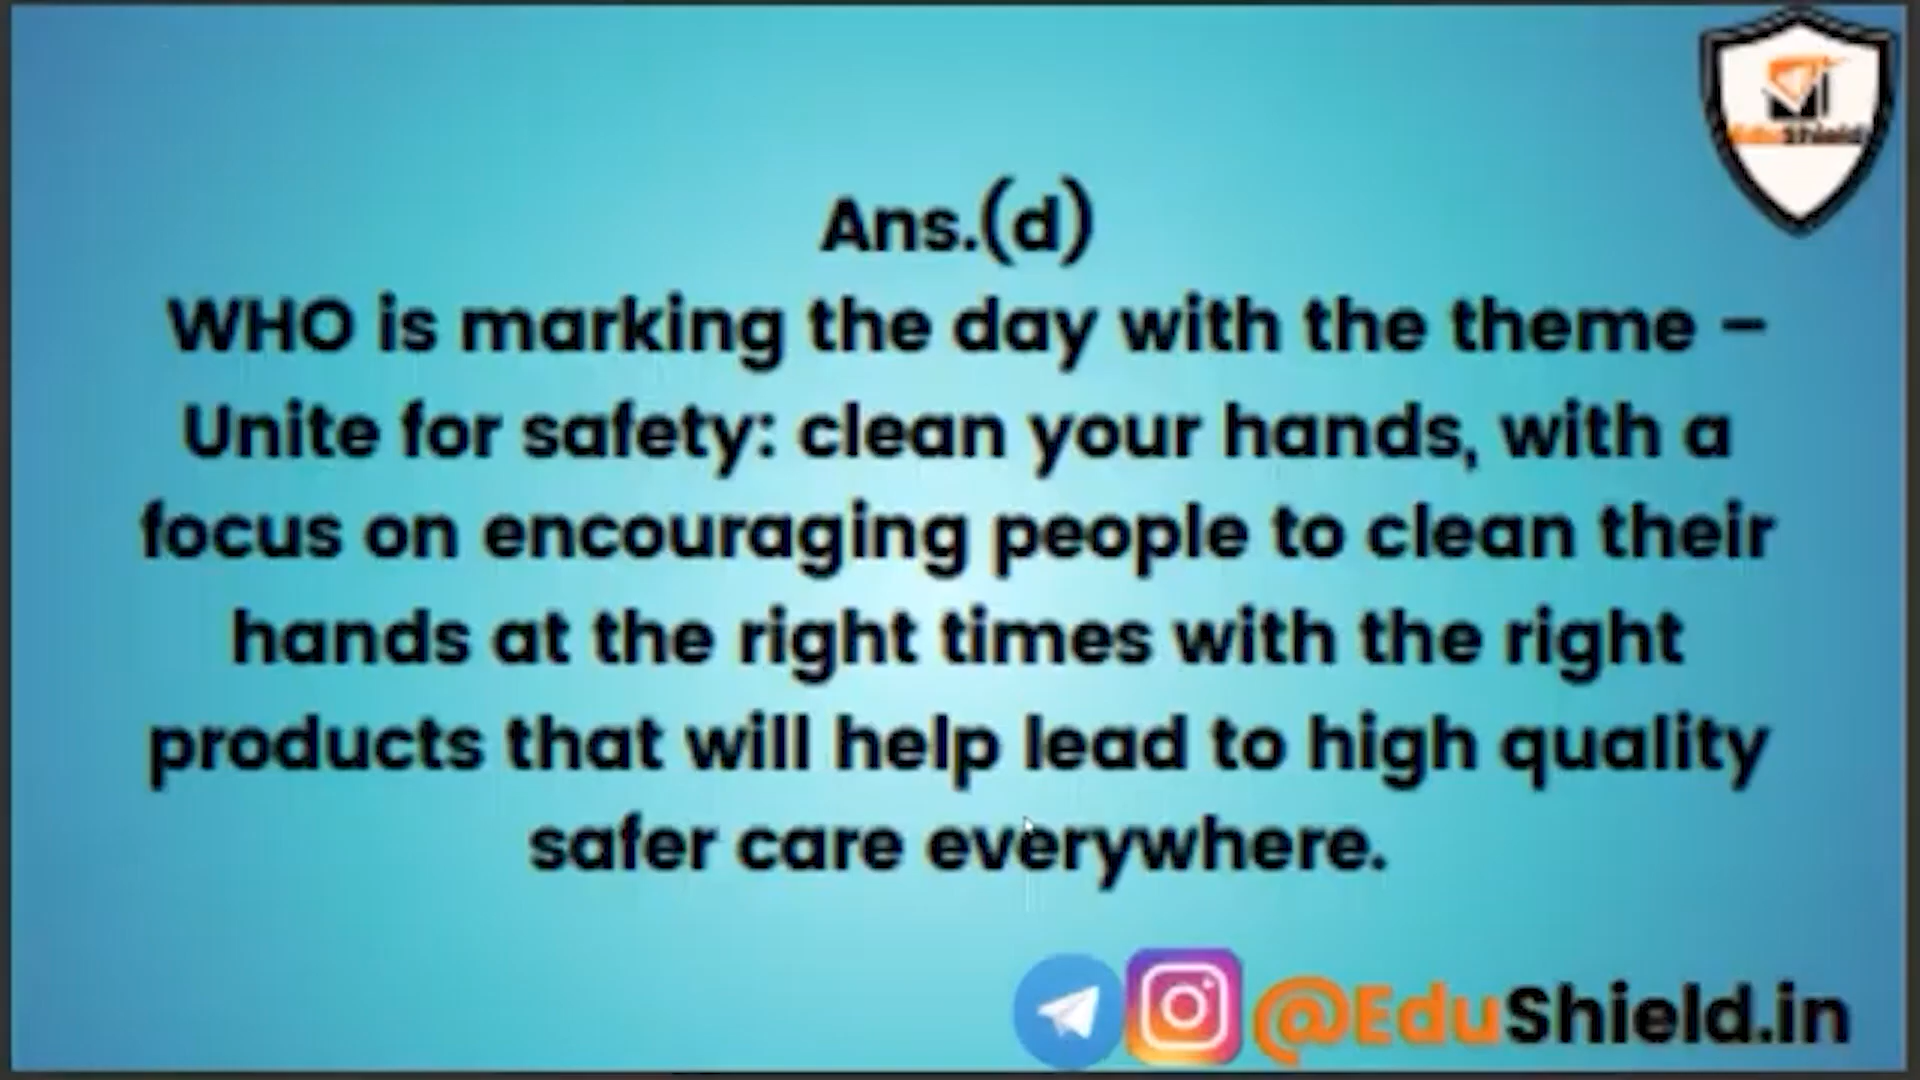 EduShield
Ans.(d)
WHO is marking the day with the theme –
Unite for safety: clean your hands, with a
focus on encouraging people to clean their
hands at the right times with the right
products that will help lead to high quality
safer care everywhere.
@EduShield.in